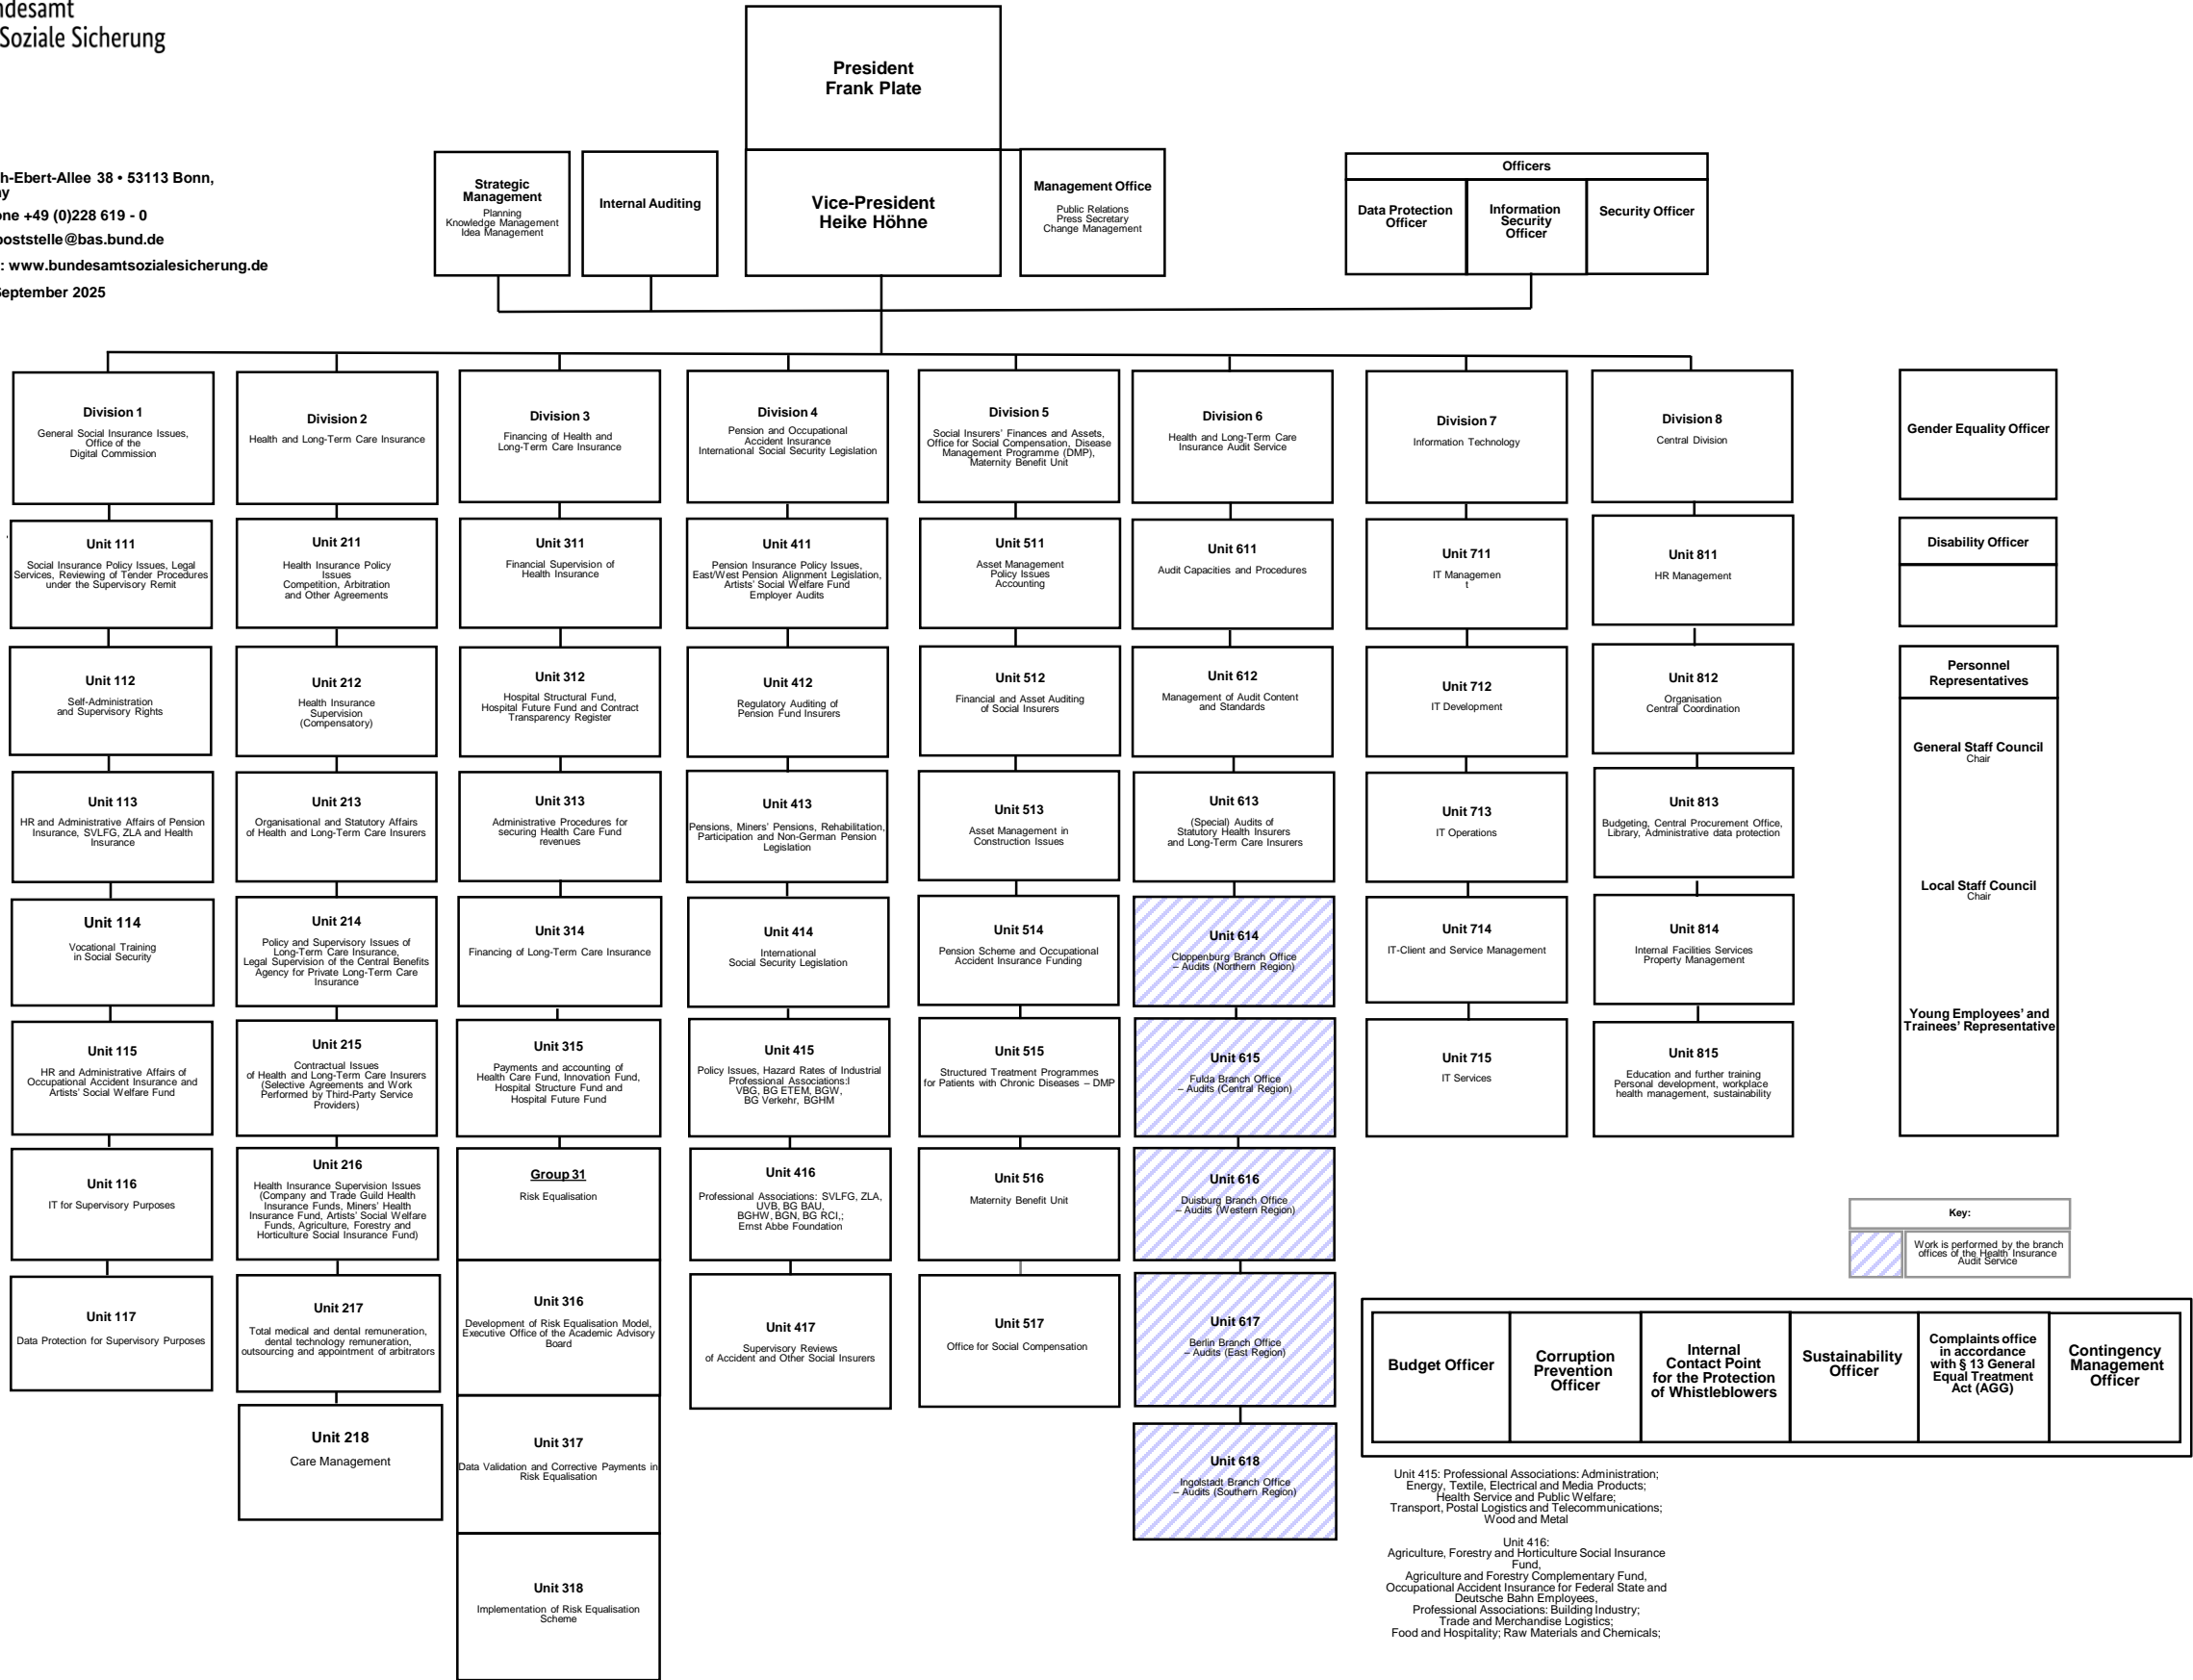 ndesamt
Soziale Sicherung
h-Ebert-Allee 38 • 53113 Bonn,
ny
one +49 (0)228 619 - 0
poststelle@bas.bund.de
: www.bundesamtsozialesicherung.de
September 2025
President
Frank Plate
Vice-President
Heike Höhne
Strategic
Management
Planning
Knowledge Management
Idea Management
Internal Auditing
Management Office
Public Relations
Press Secretary
Change Management
Officers
Data Protection
Officer
Information
Security
Officer
Security Officer
Division 1
General Social Insurance Issues,
Office of the
Digital Commission
Division 2
Health and Long-Term Care Insurance
Division 3
Financing of Health and
Long-Term Care Insurance
Division 4
Pension and Occupational
Accident Insurance
International Social Security Legislation
Division 5
Social Insurers' Finances and Assets,
Office for Social Compensation, Disease
Management Programme (DMP),
Maternity Benefit Unit
Division 6
Health and Long-Term Care
Insurance Audit Service
Division 7
Information Technology
Division 8
Central Division
Gender Equality Officer
Unit 111
Social Insurance Policy Issues, Legal
Services, Reviewing of Tender Procedures
under the Supervisory Remit
Unit 211
Health Insurance Policy
Issues
Competition, Arbitration
and Other Agreements
Unit 311
Financial Supervision of
Health Insurance
Unit 411
Pension Insurance Policy Issues,
East/West Pension Alignment Legislation,
Artists' Social Welfare Fund
Employer Audits
Unit 511
Asset Management
Policy Issues
Accounting
Unit 611
Audit Capacities and Procedures
Unit 711
IT Managemen
t
Unit 811
HR Management
Disability Officer
Unit 112
Self-Administration
and Supervisory Rights
Unit 212
Health Insurance
Supervision
(Compensatory)
Unit 312
Hospital Structural Fund,
Hospital Future Fund and Contract
Transparency Register
Unit 412
Regulatory Auditing of
Pension Fund Insurers
Unit 512
Financial and Asset Auditing
of Social Insurers
Unit 612
Management of Audit Content
and Standards
Unit 712
IT Development
Unit 812
Organisation
Central Coordination
Personnel
Representatives
General Staff Council
Chair
Local Staff Council
Chair
Young Employees' and
Trainees' Representative
Unit 113
HR and Administrative Affairs of Pension
Insurance, SVLFG, ZLA and Health
Insurance
Unit 213
Organisational and Statutory Affairs
of Health and Long-Term Care Insurers
Unit 313
Administrative Procedures for
securing Health Care Fund
revenues
Unit 413
Pensions, Miners' Pensions, Rehabilitation,
Participation and Non-German Pension
Legislation
Unit 513
Asset Management in
Construction Issues
Unit 613
(Special) Audits of
Statutory Health Insurers
and Long-Term Care Insurers
Unit 713
IT Operations
Unit 813
Budgeting, Central Procurement Office,
Library, Administrative data protection
Unit 114
Vocational Training
in Social Security
Unit 214
Policy and Supervisory Issues of
Long-Term Care Insurance,
Legal Supervision of the Central Benefits
Agency for Private Long-Term Care
Insurance
Unit 314
Financing of Long-Term Care Insurance
Unit 414
International
Social Security Legislation
Unit 514
Pension Scheme and Occupational
Accident Insurance Funding
Unit 614
Cloppenburg Branch Office
– Audits (Northern Region)
Unit 714
IT-Client and Service Management
Unit 814
Internal Facilities Services
Property Management
Unit 115
HR and Administrative Affairs of
Occupational Accident Insurance and
Artists' Social Welfare Fund
Unit 215
Contractual Issues
of Health and Long-Term Care Insurers
(Selective Agreements and Work
Performed by Third-Party Service
Providers)
Unit 315
Payments and accounting of
Health Care Fund, Innovation Fund,
Hospital Structure Fund and
Hospital Future Fund
Unit 415
Policy Issues, Hazard Rates of Industrial
Professional Associations:l
VBG, BG ETEM, BGW,
BG Verkehr, BGHM
Unit 515
Structured Treatment Programmes
for Patients with Chronic Diseases – DMP
Unit 615
Fulda Branch Office
– Audits (Central Region)
Unit 715
IT Services
Unit 815
Education and further training
Personal development, workplace
health management, sustainability
Unit 116
IT for Supervisory Purposes
Unit 216
Health Insurance Supervision Issues
(Company and Trade Guild Health
Insurance Funds, Miners' Health
Insurance Fund, Artists' Social Welfare
Funds, Agriculture, Forestry and
Horticulture Social Insurance Fund)
Group 31
Risk Equalisation
Unit 416
Professional Associations: SVLFG, ZLA,
UVB, BG BAU,
BGHW, BGN, BG RCI,;
Ernst Abbe Foundation
Unit 516
Maternity Benefit Unit
Unit 616
Duisburg Branch Office
– Audits (Western Region)
Key:
Work is performed by the branch
offices of the Health Insurance
Audit Service
Unit 117
Data Protection for Supervisory Purposes
Unit 217
Total medical and dental remuneration,
dental technology remuneration,
outsourcing and appointment of arbitrators
Unit 316
Development of Risk Equalisation Model,
Executive Office of the Academic Advisory
Board
Unit 417
Supervisory Reviews
of Accident and Other Social Insurers
Unit 517
Office for Social Compensation
Unit 617
Berlin Branch Office
– Audits (East Region)
Budget Officer
Corruption
Prevention
Officer
Internal
Contact Point
for the Protection
of Whistleblowers
Sustainability
Officer
Complaints office
in accordance
with § 13 General
Equal Treatment
Act (AGG)
Contingency
Management
Officer
Unit 218
Care Management
Unit 317
Data Validation and Corrective Payments in
Risk Equalisation
Unit 618
Ingolstadt Branch Office
– Audits (Southern Region)
Unit 318
Implementation of Risk Equalisation
Scheme
Unit 415: Professional Associations: Administration;
Energy, Textile, Electrical and Media Products;
Health Service and Public Welfare;
Transport, Postal Logistics and Telecommunications;
Wood and Metal
Unit 416:
Agriculture, Forestry and Horticulture Social Insurance
Fund,
Agriculture and Forestry Complementary Fund,
Occupational Accident Insurance for Federal State and
Deutsche Bahn Employees,
Professional Associations: Building Industry;
Trade and Merchandise Logistics;
Food and Hospitality; Raw Materials and Chemicals;